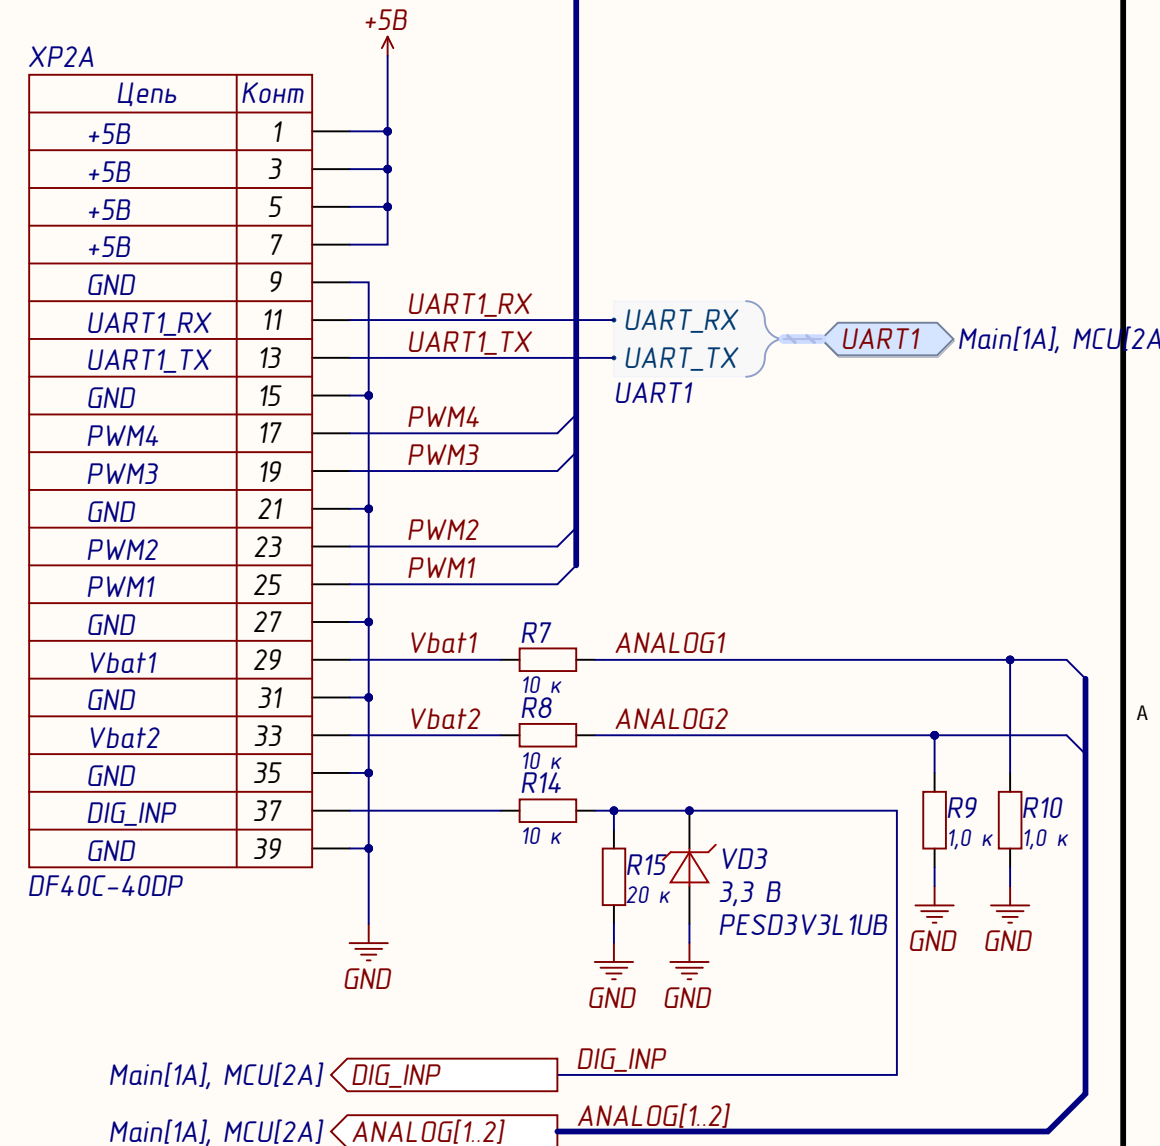 +5В
XP2A
Цепь Конт
+5В 1
+5В 3
+5В 5
+5В 7
GND 9
UART1_RX 11 UART1_RX UART_RX
UART1_TX 13 UART1_TX UART_TX
UART1 Main[1A], MCU[2A
UART1
GND 15
PWM4 17 PWM4
PWM3 19 PWM3
GND 21
PWM2 23 PWM2
PWM1 25 PWM1
GND 27
Vbat1 29 Vbat1 R7 ANALOG1
10 к
GND 31
Vbat2 33 Vbat2 R8 ANALOG2
10 к
A
GND 35
DIG_INP 37 R14
10 к
R9 R10
1,0 к 1,0 к
GND 39
DF40C-40DP
R15 VD3
20 к 3,3 В
PESD3V3L1UB
GND GND
GND
GND GND
Main[1A], MCU[2A] DIG_INP DIG_INP
Main[1A], MCU[2A] ANALOG[1..2] ANALOG[1..2]